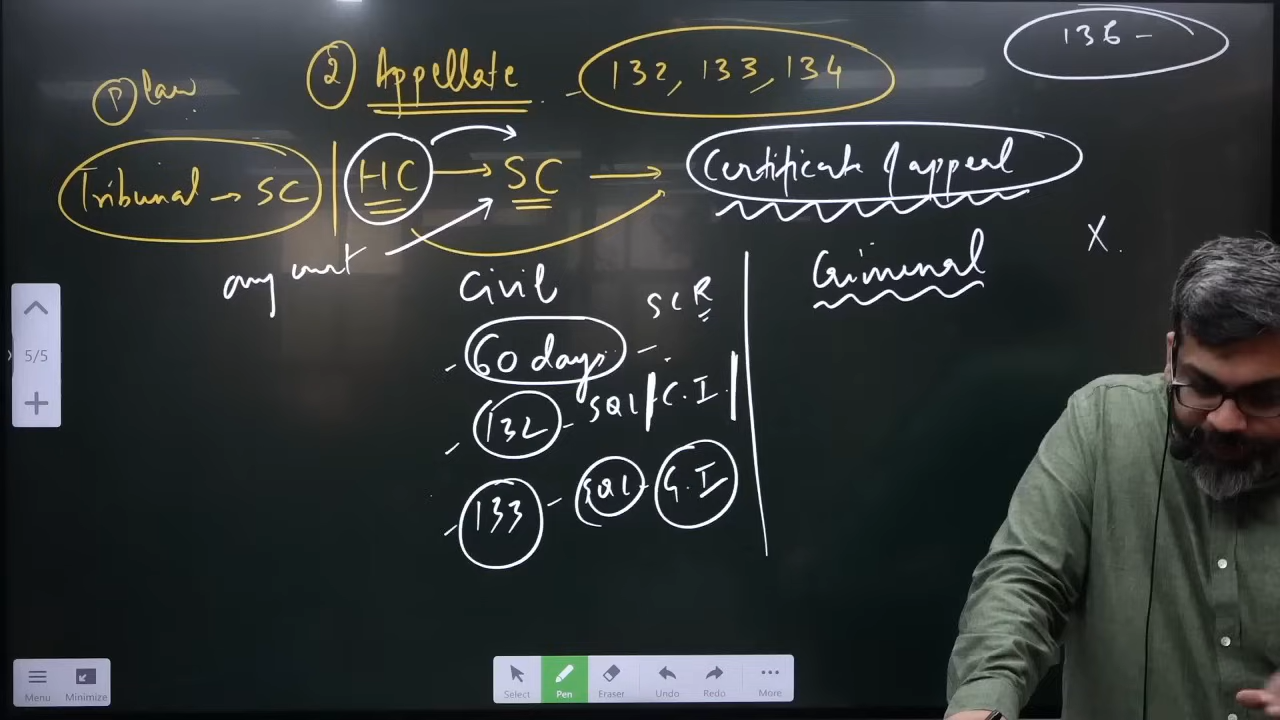 136 -
② Appellate - 132, 133, 134
law
Tribunal → SC | HC → SC → Certificate of appeal
X
any court
Civil
Criminal
SCR
- 60 days -
- 132 - SQL | C.I |
- 133 - SQL - G.I
5/5
Menu Minimize Select Pen Eraser Undo Redo More